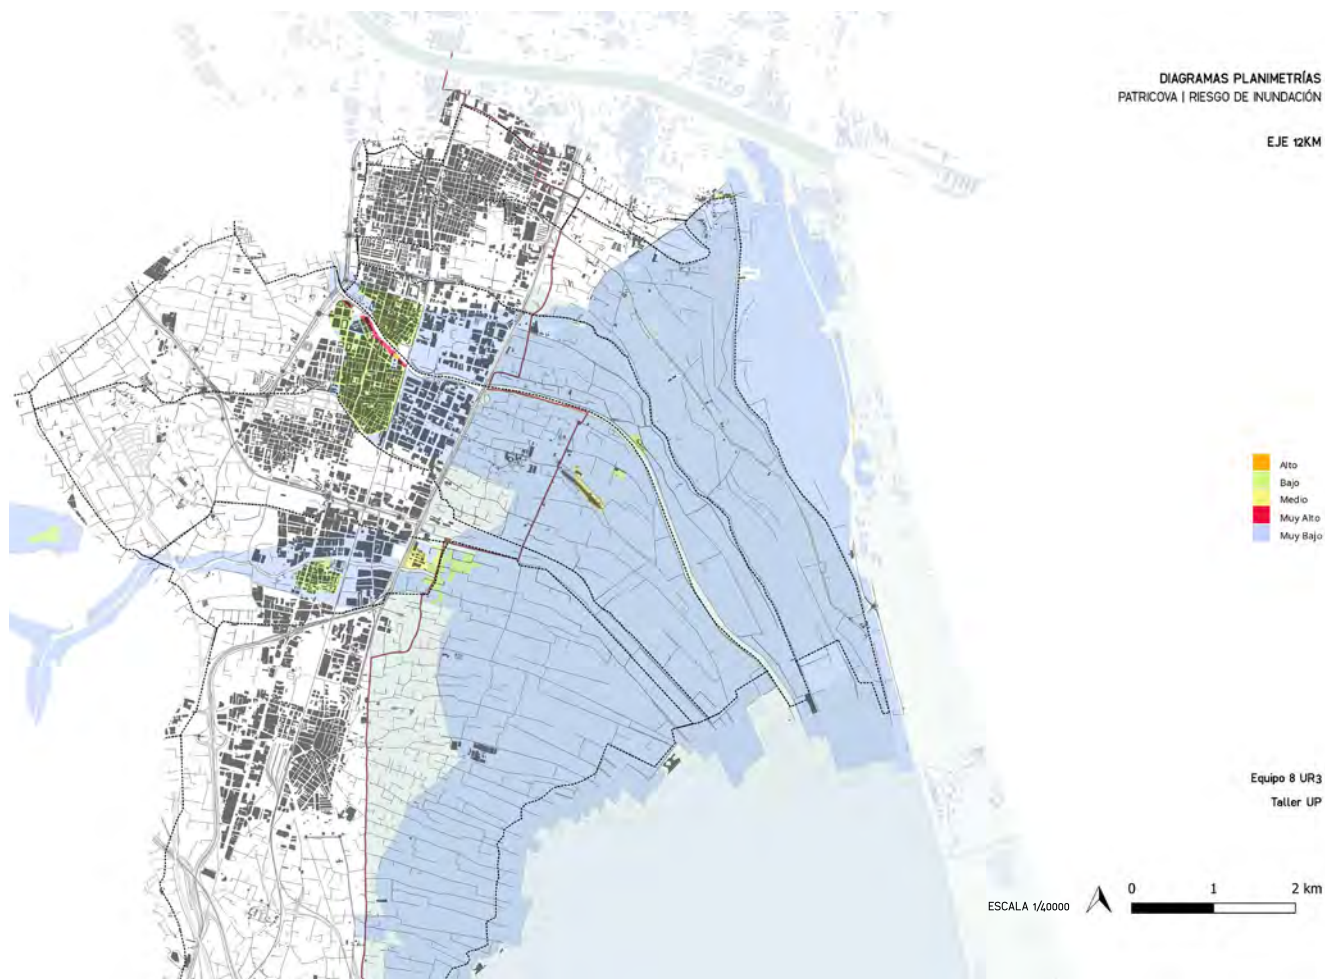 DIAGRAMAS PLANIMETRÍAS
PATRICOVA | RIESGO DE INUNDACIÓN
EJE 12KM
Alto
Bajo
Medio
Muy Alto
Muy Bajo
Equipo 8 UR3
Taller UP
ESCALA 1/40000
0 1 2 km